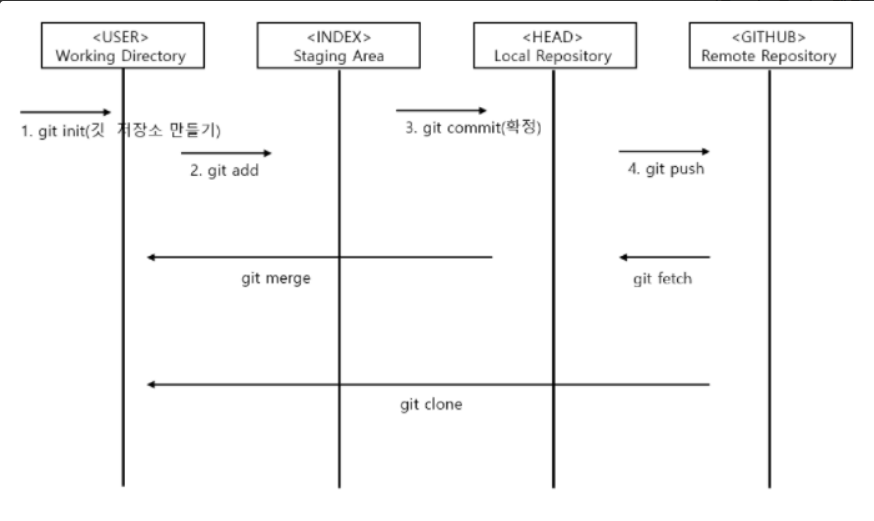 <USER>
Working Directory
<INDEX>
Staging Area
<HEAD>
Local Repository
<GITHUB>
Remote Repository
1. git init(깃 저장소 만들기)
2. git add
3. git commit(확정)
4. git push
git merge
git fetch
git clone